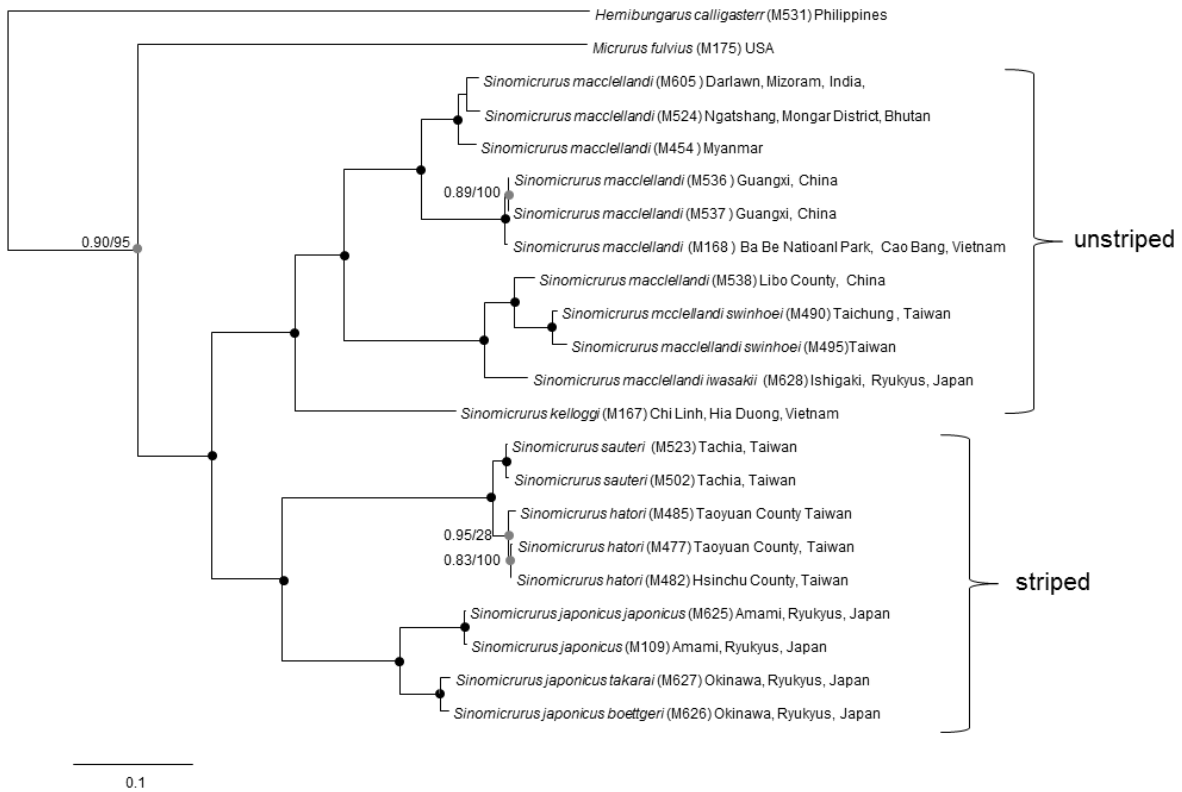 Hemibungarus calligasterr (M531) Philippines
Micrurus fulvius (M175) USA
Sinomicrurus macclellandi (M605) Darlawn, Mizoram, India,
Sinomicrurus macclellandi (M524) Ngatshang, Mongar District, Bhutan
Sinomicrurus macclellandi (M454) Myanmar
Sinomicrurus macclellandi (M536) Guangxi, China
0.89/100
Sinomicrurus macclellandi (M537) Guangxi, China
unstriped
0.90/95
Sinomicrurus macclellandi (M168) Ba Be Natioanl Park, Cao Bang, Vietnam
Sinomicrurus macclellandi (M538) Libo County, China
Sinomicrurus mcclellandi swinhoei (M490) Taichung, Taiwan
Sinomicrurus macclellandi swinhoei (M495)Taiwan
Sinomicrurus macclellandi iwasakii (M628) Ishigaki, Ryukyus, Japan
Sinomicrurus kelloggi (M167) Chi Linh, Hia Duong, Vietnam
Sinomicrurus sauteri (M523) Tachia, Taiwan
Sinomicrurus sauteri (M502) Tachia, Taiwan
Sinomicrurus hatori (M485) Taoyuan County Taiwan
0.95/28
Sinomicrurus hatori (M477) Taoyuan County, Taiwan
0.83/100
Sinomicrurus hatori (M482) Hsinchu County, Taiwan
striped
Sinomicrurus japonicus japonicus (M625) Amami, Ryukyus, Japan
Sinomicrurus japonicus (M109) Amami, Ryukyus, Japan
Sinomicrurus japonicus takarai (M627) Okinawa, Ryukyus, Japan
Sinomicrurus japonicus boettgeri (M626) Okinawa, Ryukyus, Japan
0.1